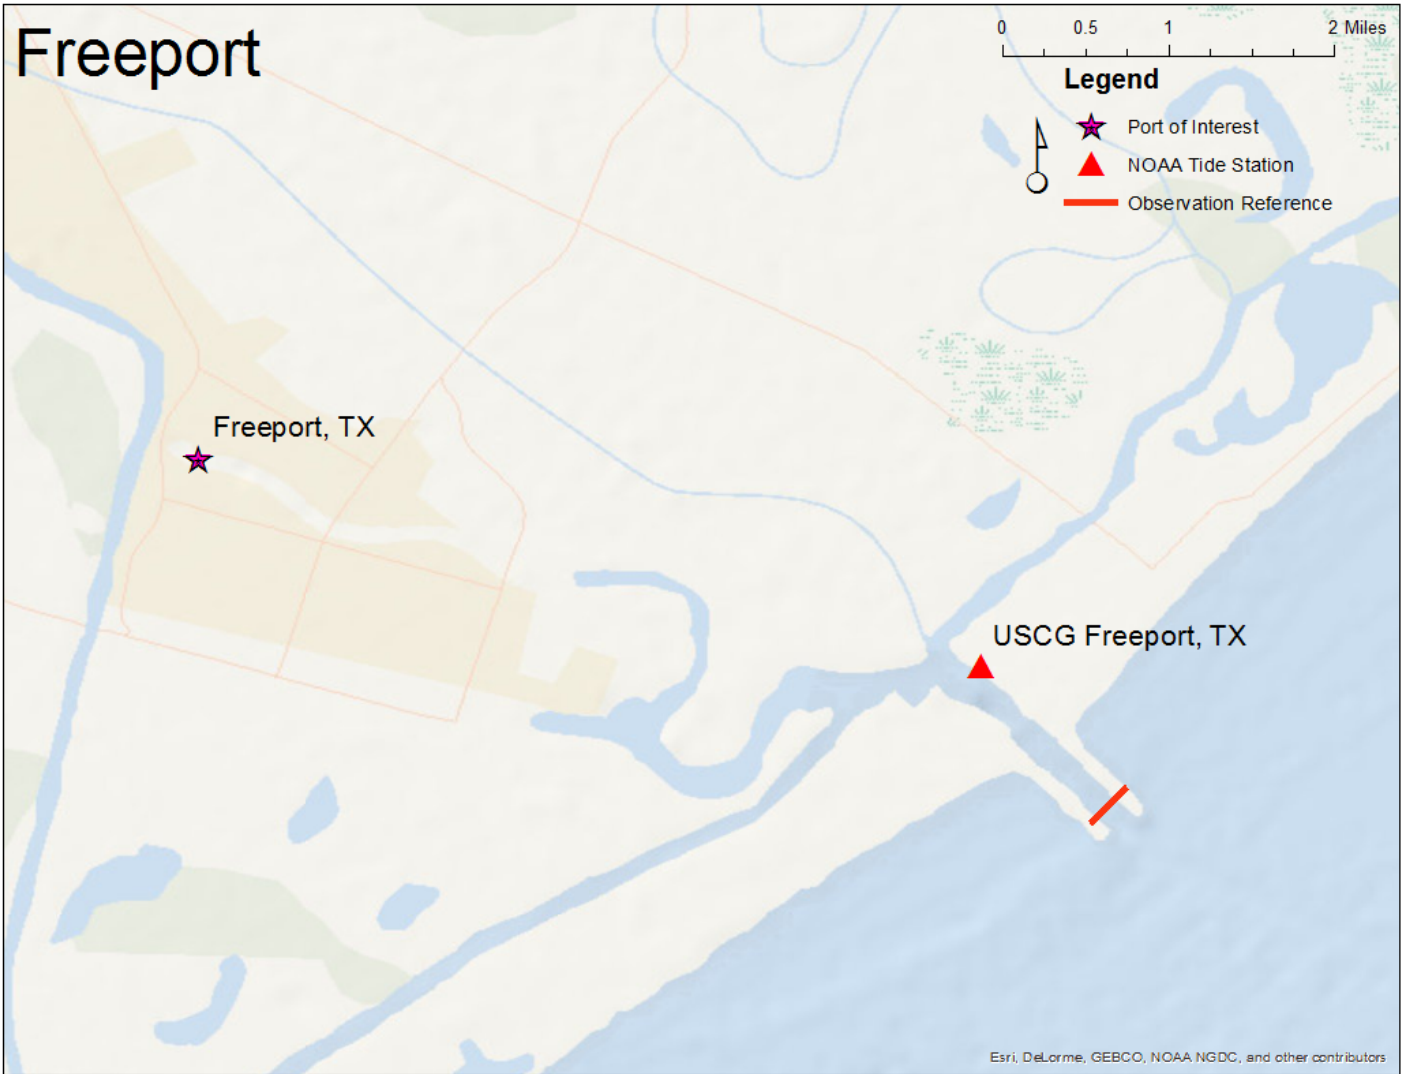 Freeport
0 0.5 1 2 Miles
Legend
Port of Interest
NOAA Tide Station
Observation Reference
Freeport, TX
USCG Freeport, TX
Esri, DeLorme, GEBCO, NOAA NGDC, and other contributors